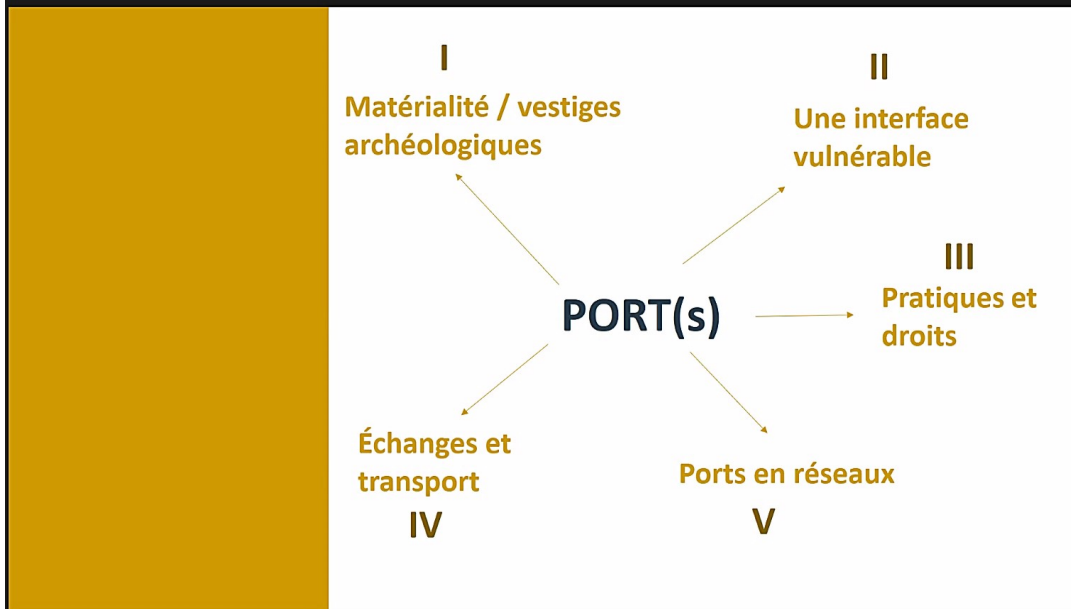 I
Matérialité / vestiges
archéologiques
II
Une interface
vulnérable
III
Pratiques et
droits
PORT(s)
Échanges et
transport
IV
Ports en réseaux
V